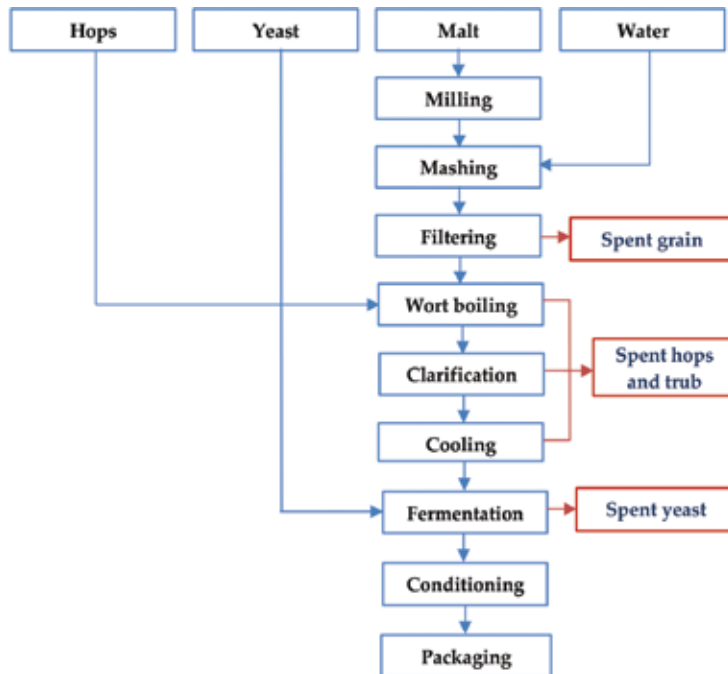 Hops
Yeast
Malt
Water
Milling
Mashing
Filtering
Spent grain
Wort boiling
Clarification
Spent hops
and trub
Cooling
Fermentation
Spent yeast
Conditioning
Packaging